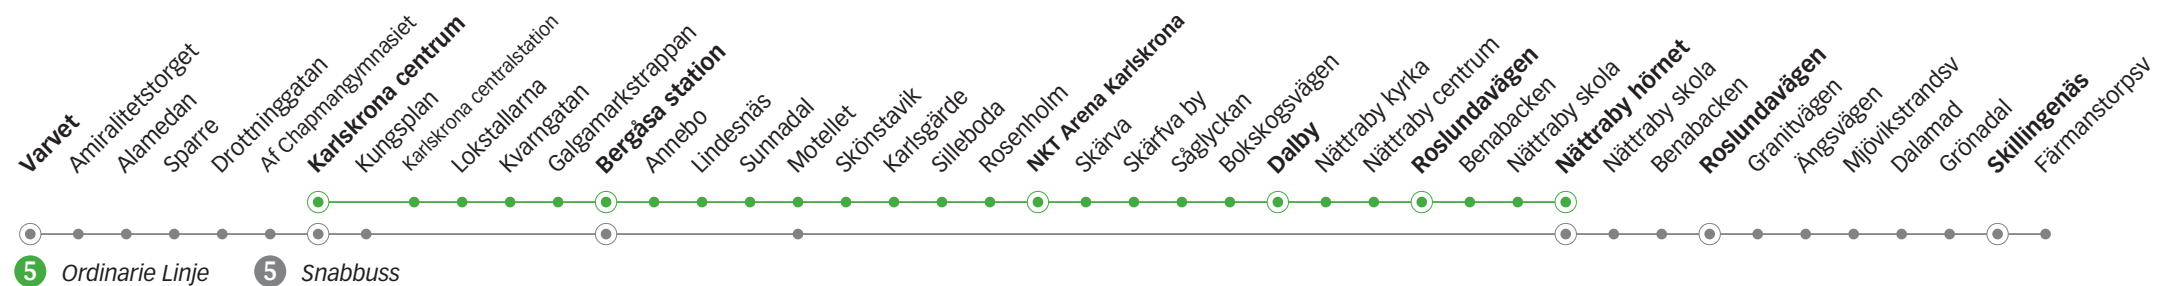 Varvet
Amiralitetstorget
Alamedan
Sparre
Drottninggatan
Af Chapmangymnasiet
Karlskrona centrum
Kungsplan
Karlskrona centralstation
Lokstallarna
Kvarngatan
Galgamarkstrappan
Bergåsa station
Annebo
Lindesnäs
Sunnadal
Motellet
Skönstavik
Karlsgärde
Silleboda
Rosenholm
NKT Arena Karlskrona
Skärva
Skärfva by
Såglyckan
Bokskogsvägen
Dalby
Nättraby kyrka
Nättraby centrum
Roslundavägen
Benabacken
Nättraby skola
Nättraby hörnet
Nättraby skola
Benabacken
Roslundavägen
Granitvägen
Ängsvägen
Mjövikstrandsv
Dalamad
Grönadal
Skillingenäs
Färmanstorpsv
5 Ordinarie Linje
5 Snabbuss